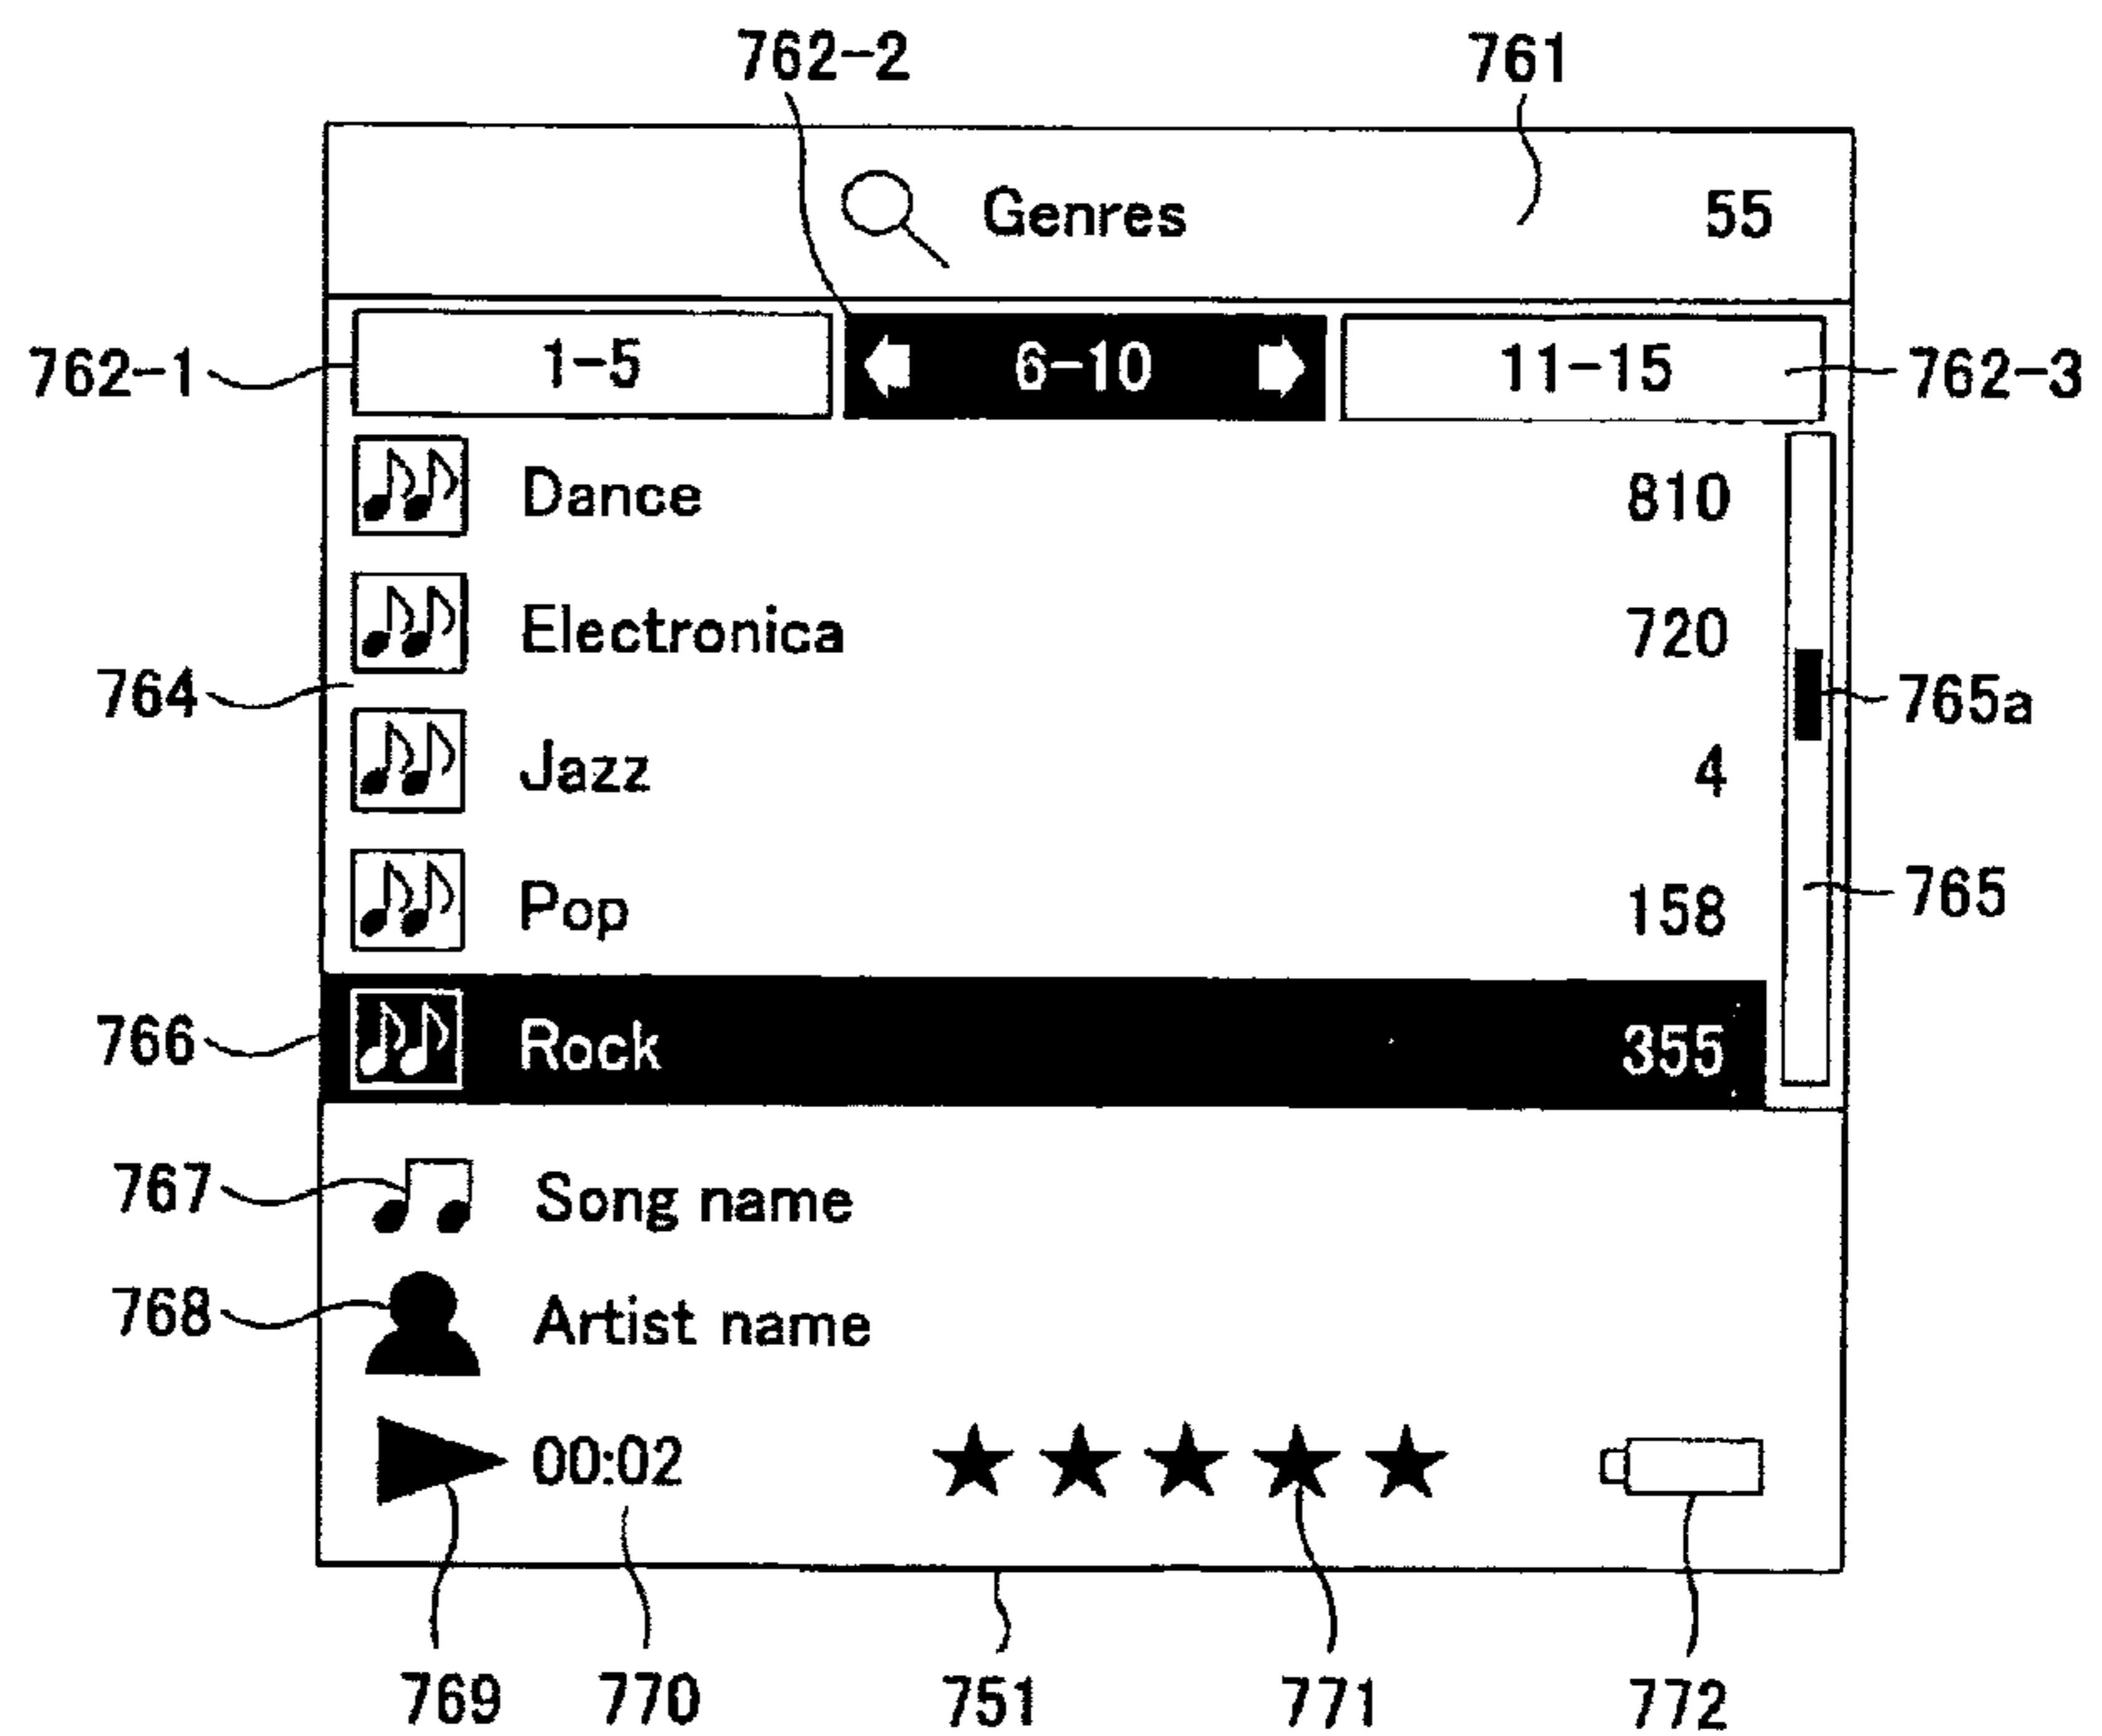 762-2 761
Genres 55
762-1 1-5 6-10 11-15 762-3
Dance 810
Electronica 720
764 765a
Jazz 4
Pop 158 765
766 Rock 355
767 Song name
768 Artist name
00:02
769 770 751 771 772